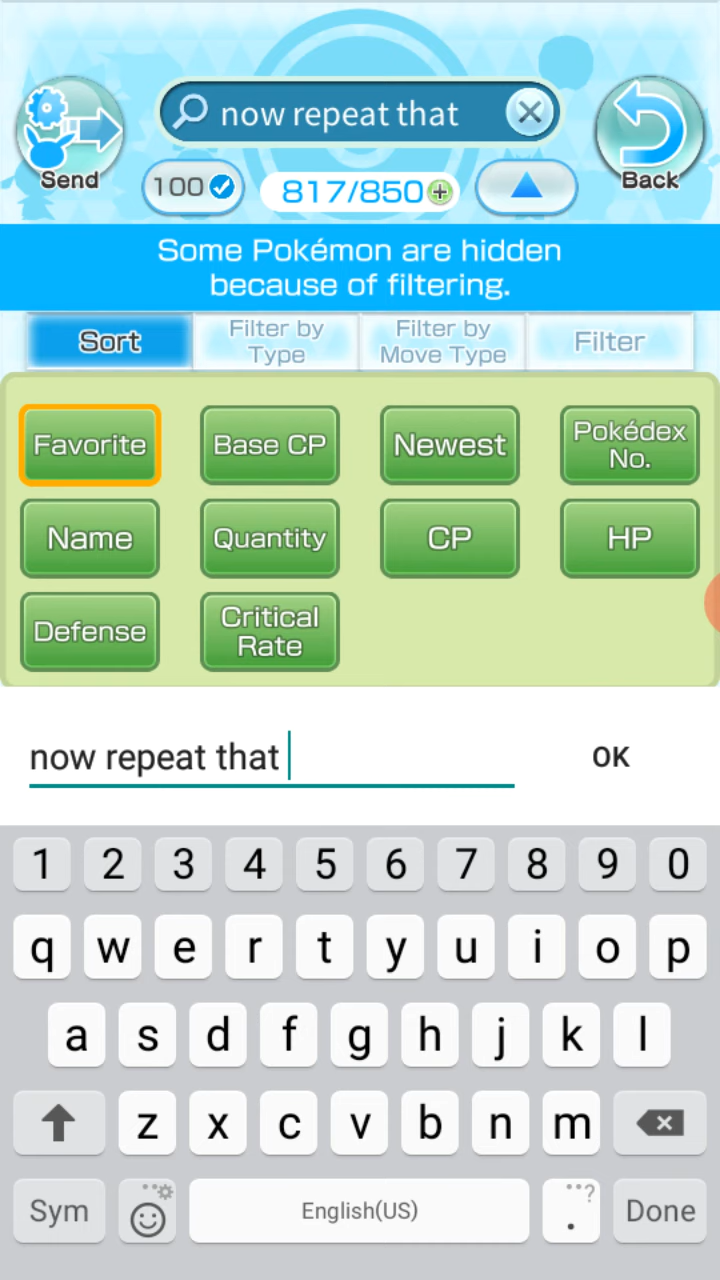 now repeat that
Send
Back
100
817/850
Some Pokémon are hidden
because of filtering.
Sort
Filter by
Type
Filter by
Move Type
Filter
Favorite
Base CP
Newest
Pokédex
No.
Name
Quantity
CP
HP
Defense
Critical
Rate
now repeat that
OK
1 2 3 4 5 6 7 8 9 0
q w e r t y u i o p
a s d f g h j k l
z x c v b n m
Sym
English(US)
. ?
Done